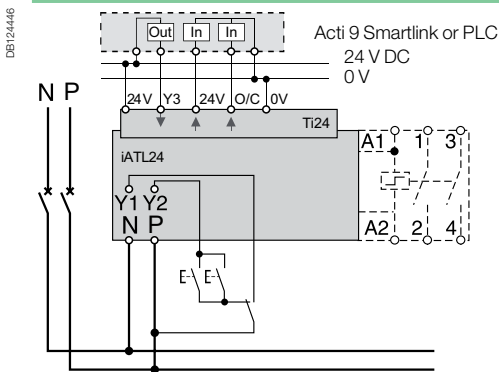 DB124446
Out In In
Acti 9 Smartlink or PLC
24 V DC
0 V
N P
24V Y3 24V O/C 0V
Ti24
iATL24
A1 1 3
Y1 Y2
N P
A2 2 4
E E